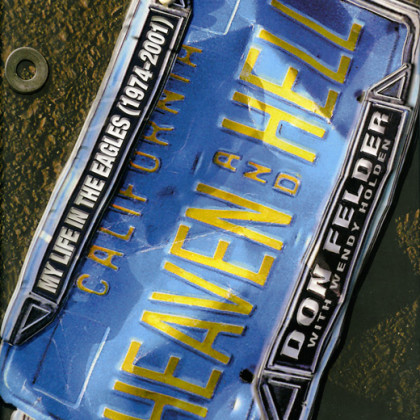 MY LIFE IN THE EAGLES (1974-2001)
CALIFORNIA
HEAVEN
AND
HELL
DON FELDER
WITH WENDY HOLDEN